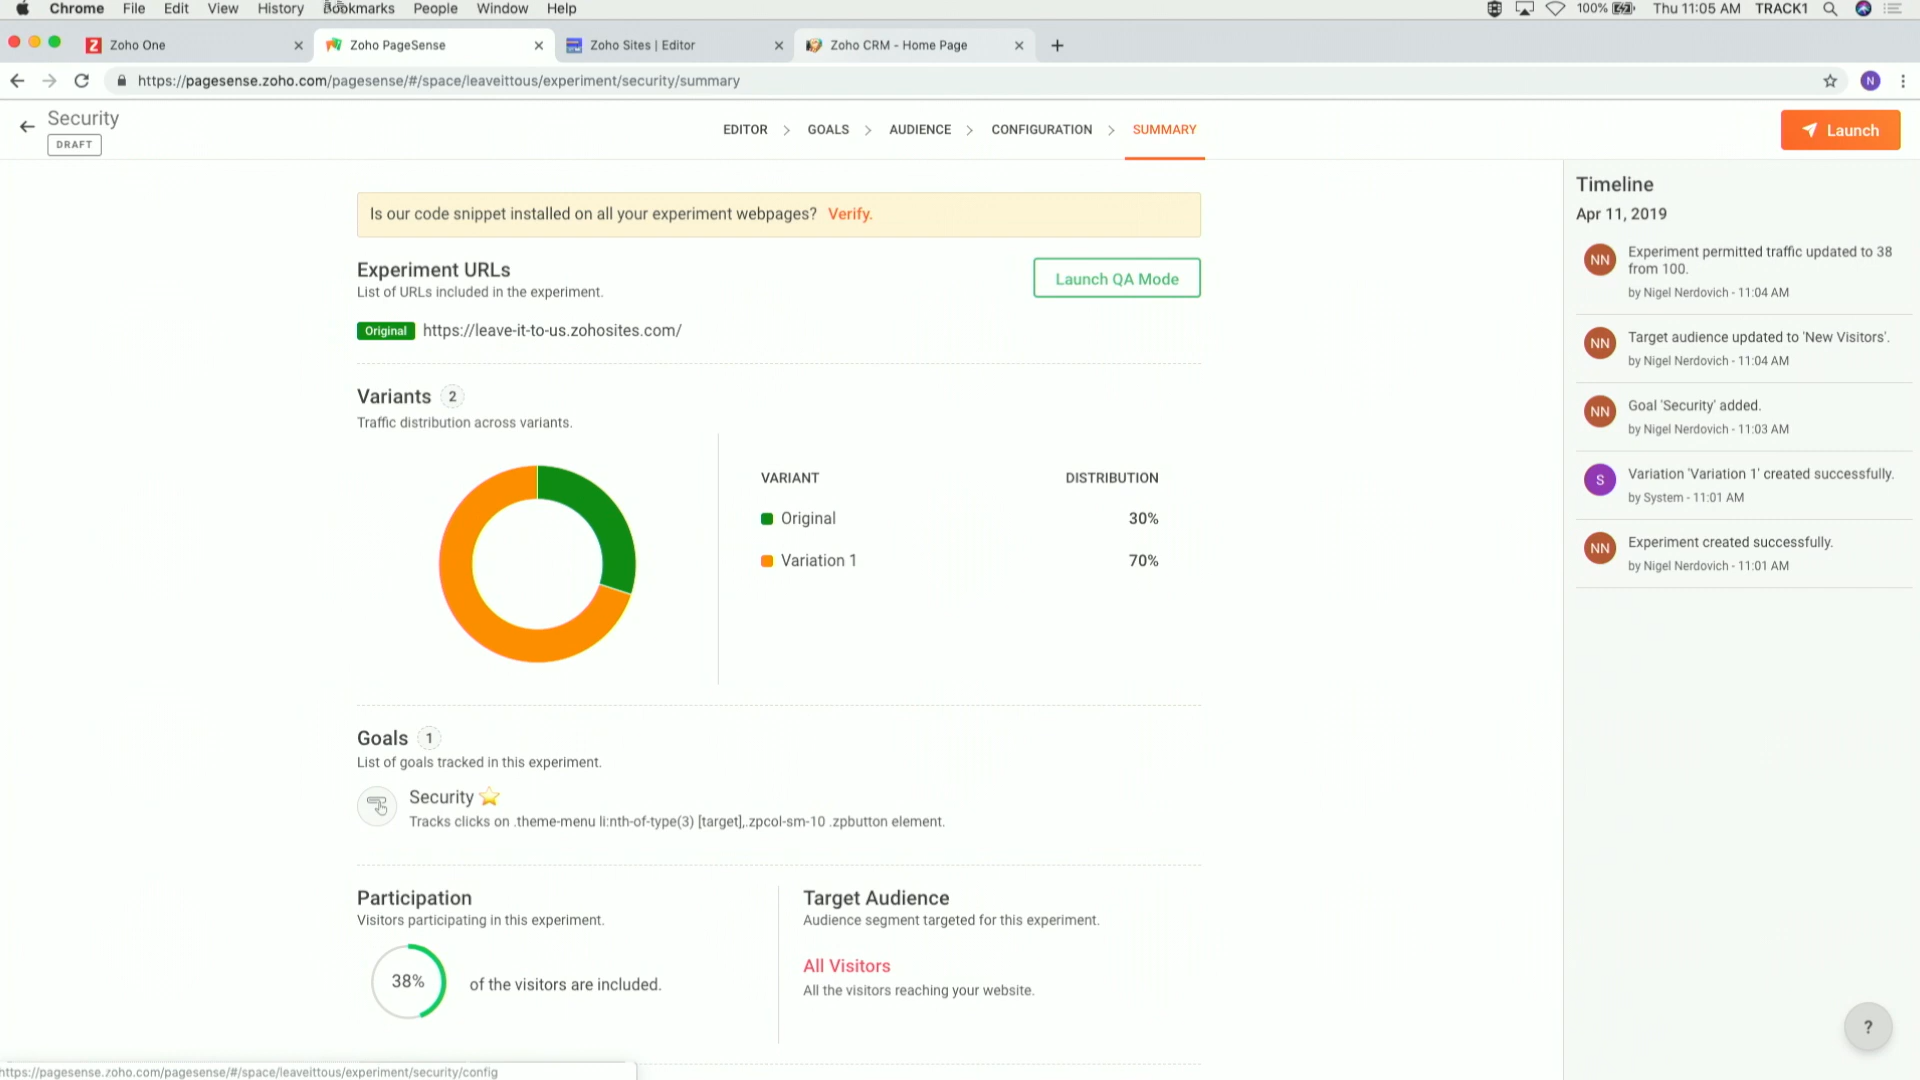 Chrome File Edit View History Bookmarks People Window Help 100% Thu 11:05 AM TRACK1
Zoho One Zoho PageSense Zoho Sites | Editor Zoho CRM - Home Page
https://pagesense.zoho.com/pagesense/#/space/leaveittous/experiment/security/summary N
Security
DRAFT
EDITOR GOALS AUDIENCE CONFIGURATION SUMMARY
Launch
Is our code snippet installed on all your experiment webpages? Verify.
Experiment URLs
List of URLs included in the experiment.
Launch QA Mode
Original https://leave-it-to-us.zohosites.com/
Variants 2
Traffic distribution across variants.
VARIANT DISTRIBUTION
Original 30%
Variation 1 70%
Goals 1
List of goals tracked in this experiment.
Security
Tracks clicks on .theme-menu li:nth-of-type(3) [target],.zpcol-sm-10 .zpbutton element.
Participation
Visitors participating in this experiment.
38% of the visitors are included.
Target Audience
Audience segment targeted for this experiment.
All Visitors
All the visitors reaching your website.
Timeline
Apr 11, 2019
NN Experiment permitted traffic updated to 38
from 100.
by Nigel Nerdovich - 11:04 AM
NN Target audience updated to 'New Visitors'.
by Nigel Nerdovich - 11:04 AM
NN Goal 'Security' added.
by Nigel Nerdovich - 11:03 AM
S Variation 'Variation 1' created successfully.
by System - 11:01 AM
NN Experiment created successfully.
by Nigel Nerdovich - 11:01 AM
?
https://pagesense.zoho.com/pagesense/#/space/leaveittous/experiment/security/config